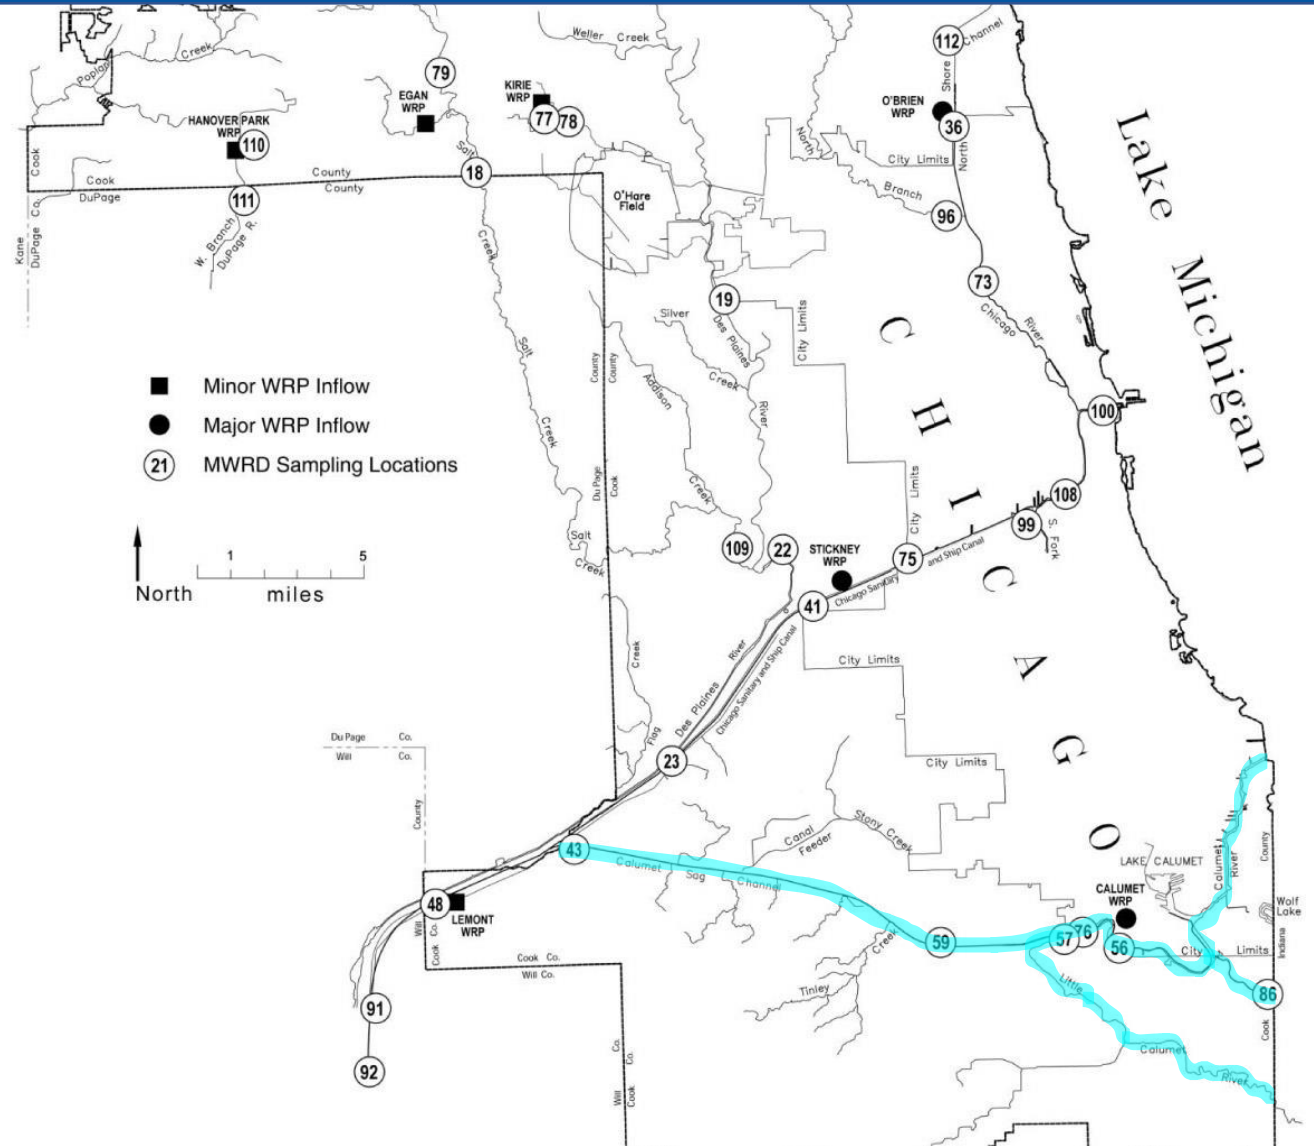 112
Channel
Shore
Weller Creek
Creek
Poplar
79
EGAN
WRP
KIRIE
WRP
77
78
O'BRIEN
WRP
36
North
HANOVER PARK
WRP
110
Cook
Cook
DuPage
County
County
111
Salt
18
North
City Limits
Branch
96
O'Hare
Field
Kane Co.
DuPage
W. Branch
DuPage R.
Creek
73
Chicago
River
19
Silver
Des Plaines
City Limits
Salt
County
County
Addison
Creek
River
Minor WRP Inflow
Major WRP Inflow
21
MWRD Sampling Locations
Creek
Du Page
Cook
Creek
City Limits
100
108
99
S. Fork
Salt
Creek
109
22
STICKNEY
WRP
75
and Ship Canal
Chicago Sanitary
41
1
5
North
miles
Lake Michigan
CHICAGO
Creek
River
Des Plaines
Chicago Sanitary and Ship Canal
City Limits
Flag
23
Du Page Co.
Will Co.
County
City Limits
43
Calumet
Sag
Channel
Canal
Feeder
Stony Creek
LAKE CALUMET
Calumet
River
County
CALUMET
WRP
Wolf
Lake
48
LEMONT
WRP
Will
Cook Co.
59
57
76
56
City Limits
Indiana
Creek
Cook Co.
Will Co.
Tinley
Little
86
91
Cook
Calumet
River
92
Co.
Co.
Will
Cook